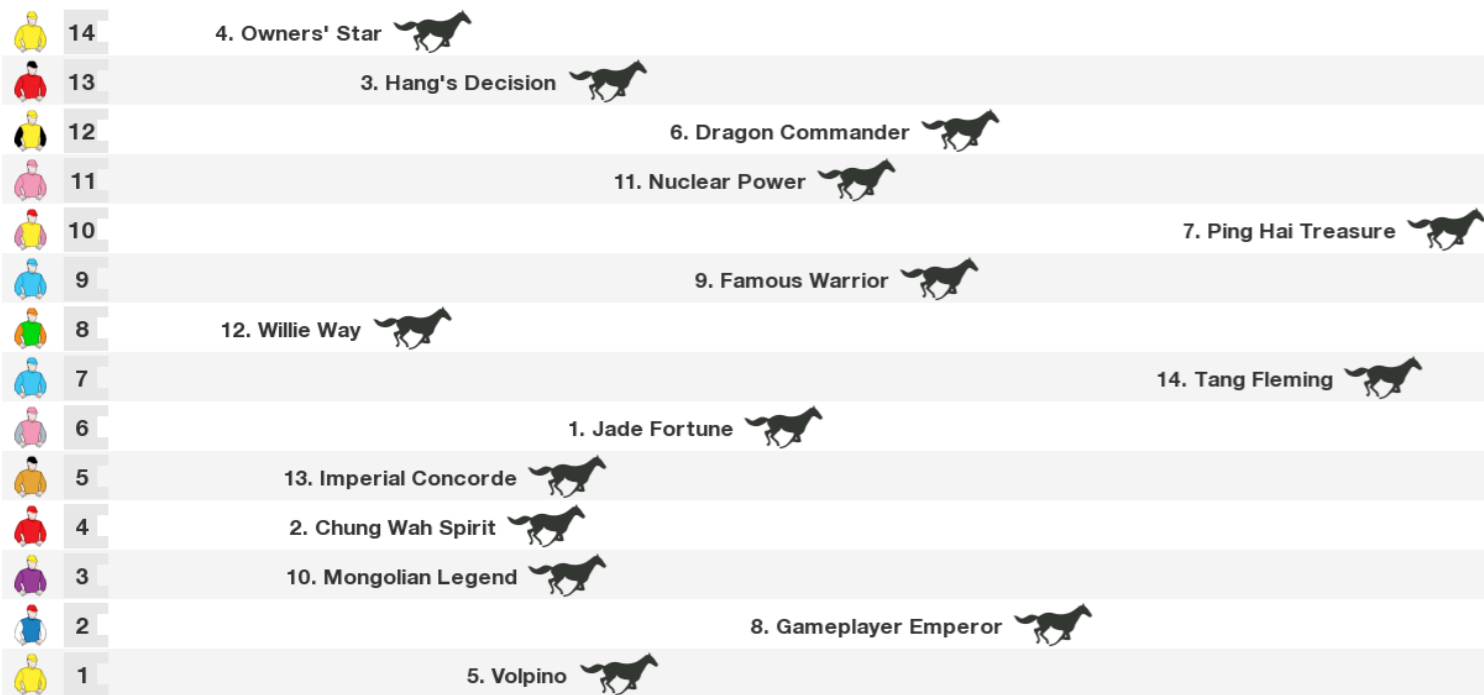 14 4. Owners' Star
13 3. Hang's Decision
12 6. Dragon Commander
11 11. Nuclear Power
10 7. Ping Hai Treasure
9 9. Famous Warrior
8 12. Willie Way
7 14. Tang Fleming
6 1. Jade Fortune
5 13. Imperial Concorde
4 2. Chung Wah Spirit
3 10. Mongolian Legend
2 8. Gameplayer Emperor
1 5. Volpino